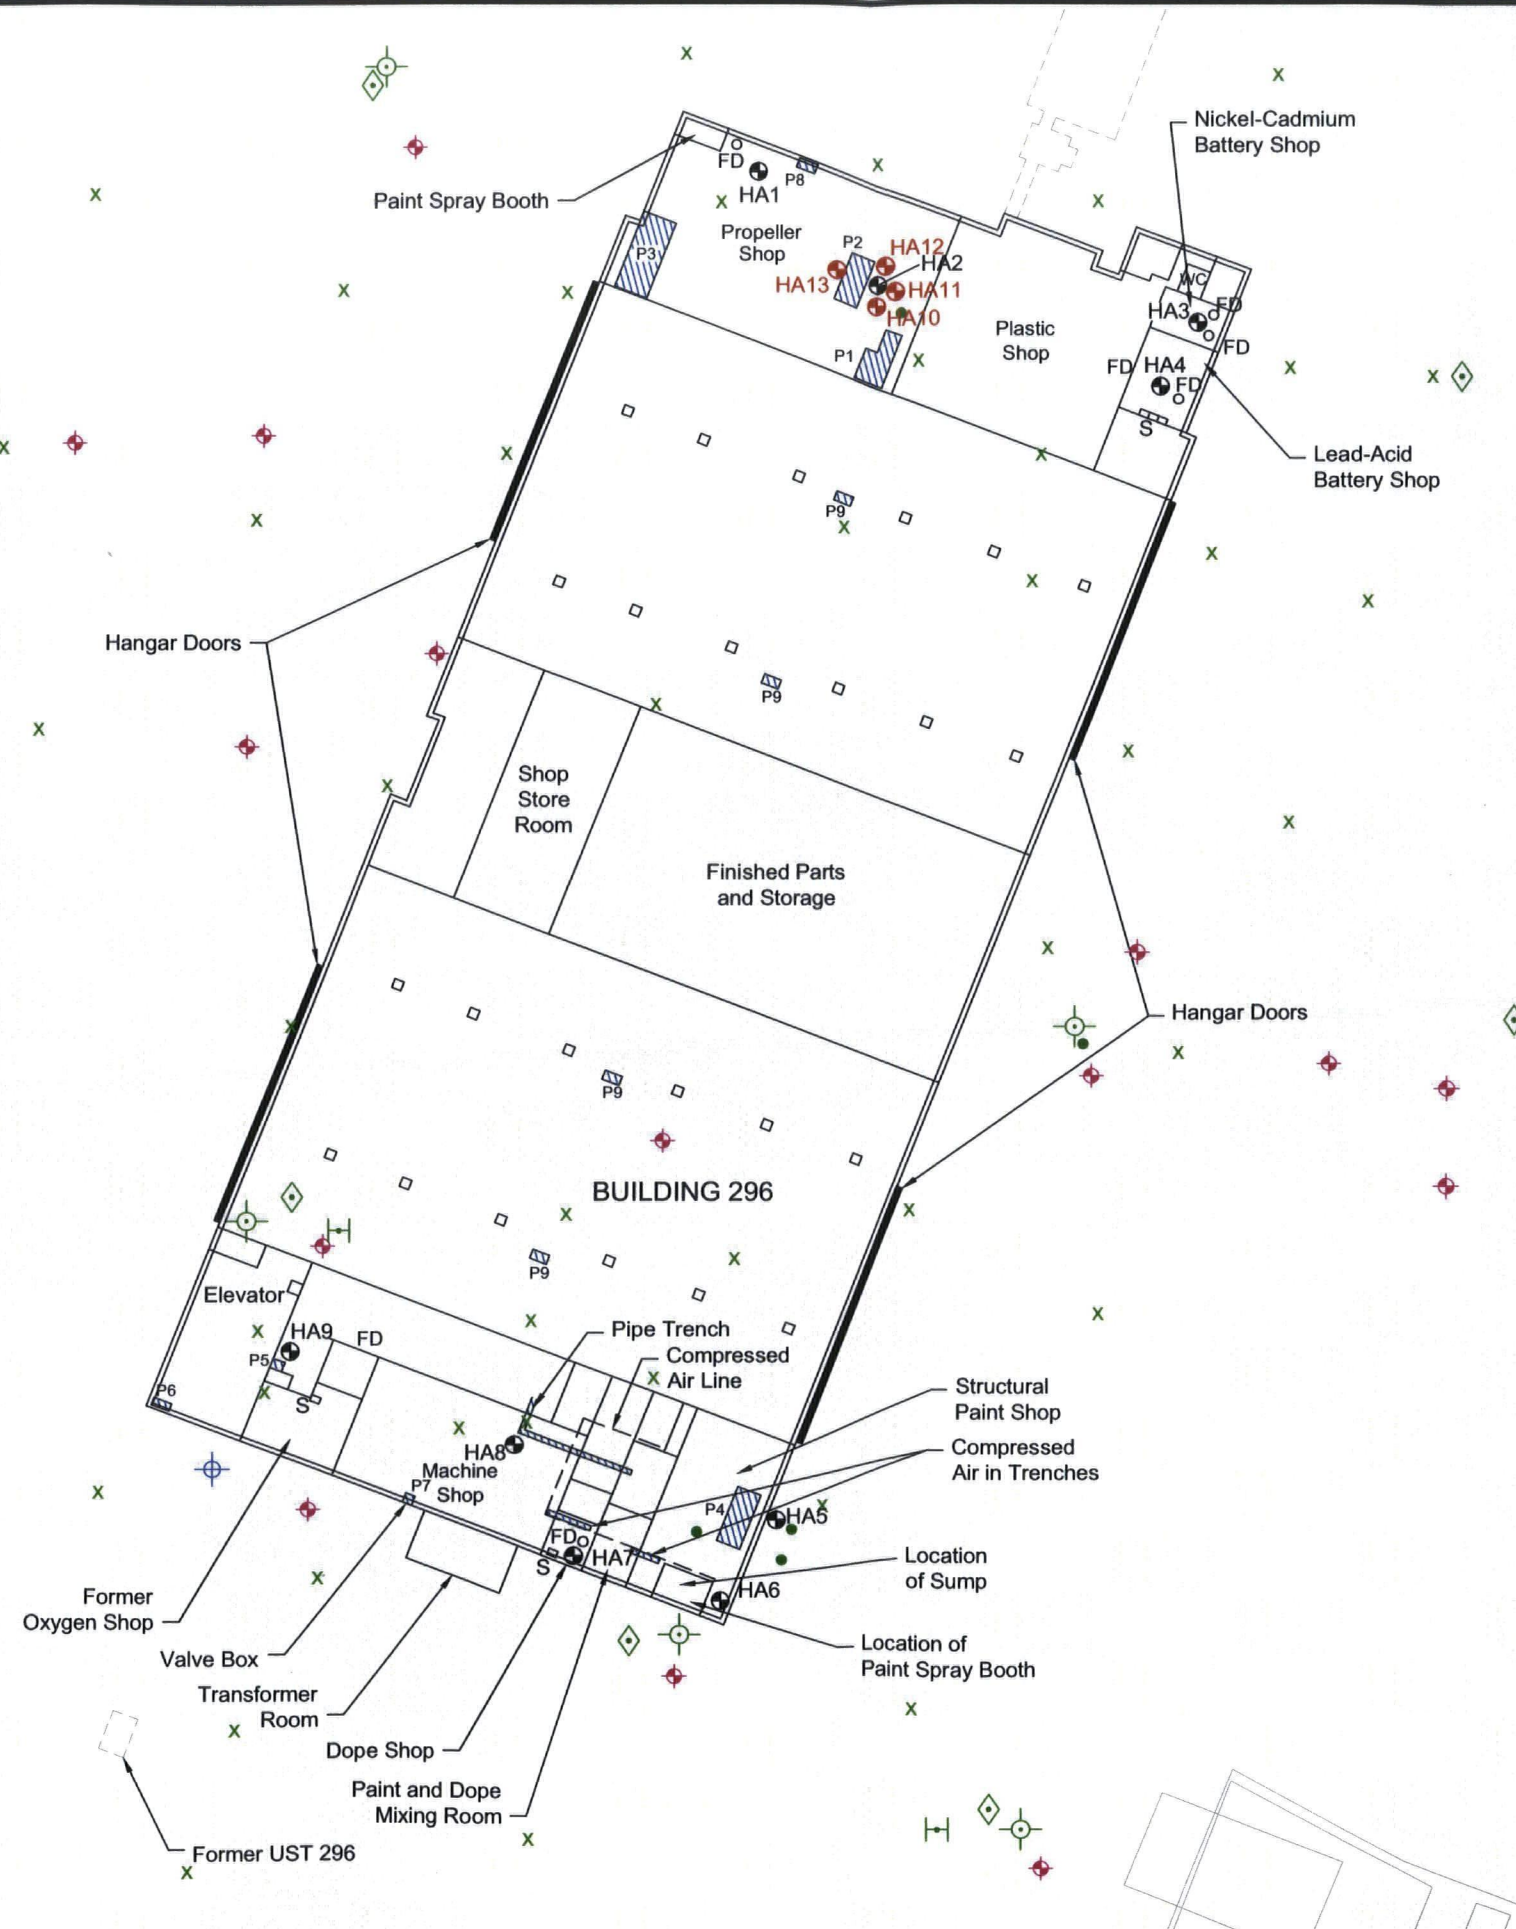 Nickel-Cadmium
Battery Shop
Paint Spray Booth
FD
HA1
P8
Propeller
Shop
P3
P2
HA12
HA2
HA13
HA11
HA10
P1
Plastic
Shop
WC
HA3
FD
FD
FD
HA4
FD
S
Lead-Acid
Battery Shop
P9
Hangar Doors
P9
Shop
Store
Room
Finished Parts
and Storage
Hangar Doors
P9
BUILDING 296
P9
Elevator
HA9
FD
P5
P6
S
Pipe Trench
Compressed
Air Line
Structural
Paint Shop
Compressed
Air in Trenches
HA8
Machine
Shop
P7
P4
HA5
FD
S
HA7
HA6
Location
of Sump
Location of
Paint Spray Booth
Former
Oxygen Shop
Valve Box
Transformer
Room
Dope Shop
Paint and Dope
Mixing Room
Former UST 296